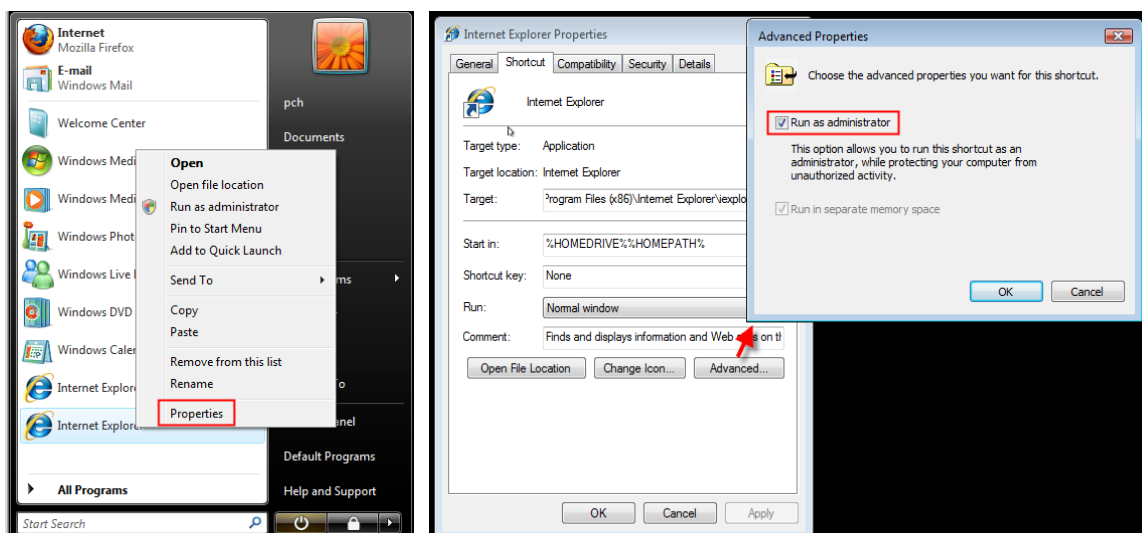 Internet
Mozilla Firefox
E-mail
Windows Mail
Welcome Center
Windows Medi
Windows Medi
Windows Phot
Windows Live
Windows DVD
Windows Caler
Internet Explor
Internet Explore
All Programs
Start Search
pch
Documents
ms
o
anel
Default Programs
Help and Support
Open
Open file location
Run as administrator
Pin to Start Menu
Add to Quick Launch
Send To
Copy
Paste
Remove from this list
Rename
Properties
Internet Explorer Properties
General Shortcut Compatibility Security Details
Internet Explorer
Target type: Application
Target location: Internet Explorer
Target: Program Files (x86)\Internet Explorer\iexplo
Start in: %HOMEDRIVE%%HOMEPATH%
Shortcut key: None
Run: Normal window
Comment: Finds and displays information and Web on th
Open File Location Change Icon... Advanced...
OK Cancel Apply
Advanced Properties
Choose the advanced properties you want for this shortcut.
Run as administrator
This option allows you to run this shortcut as an
administrator, while protecting your computer from
unauthorized activity.
Run in separate memory space
OK Cancel